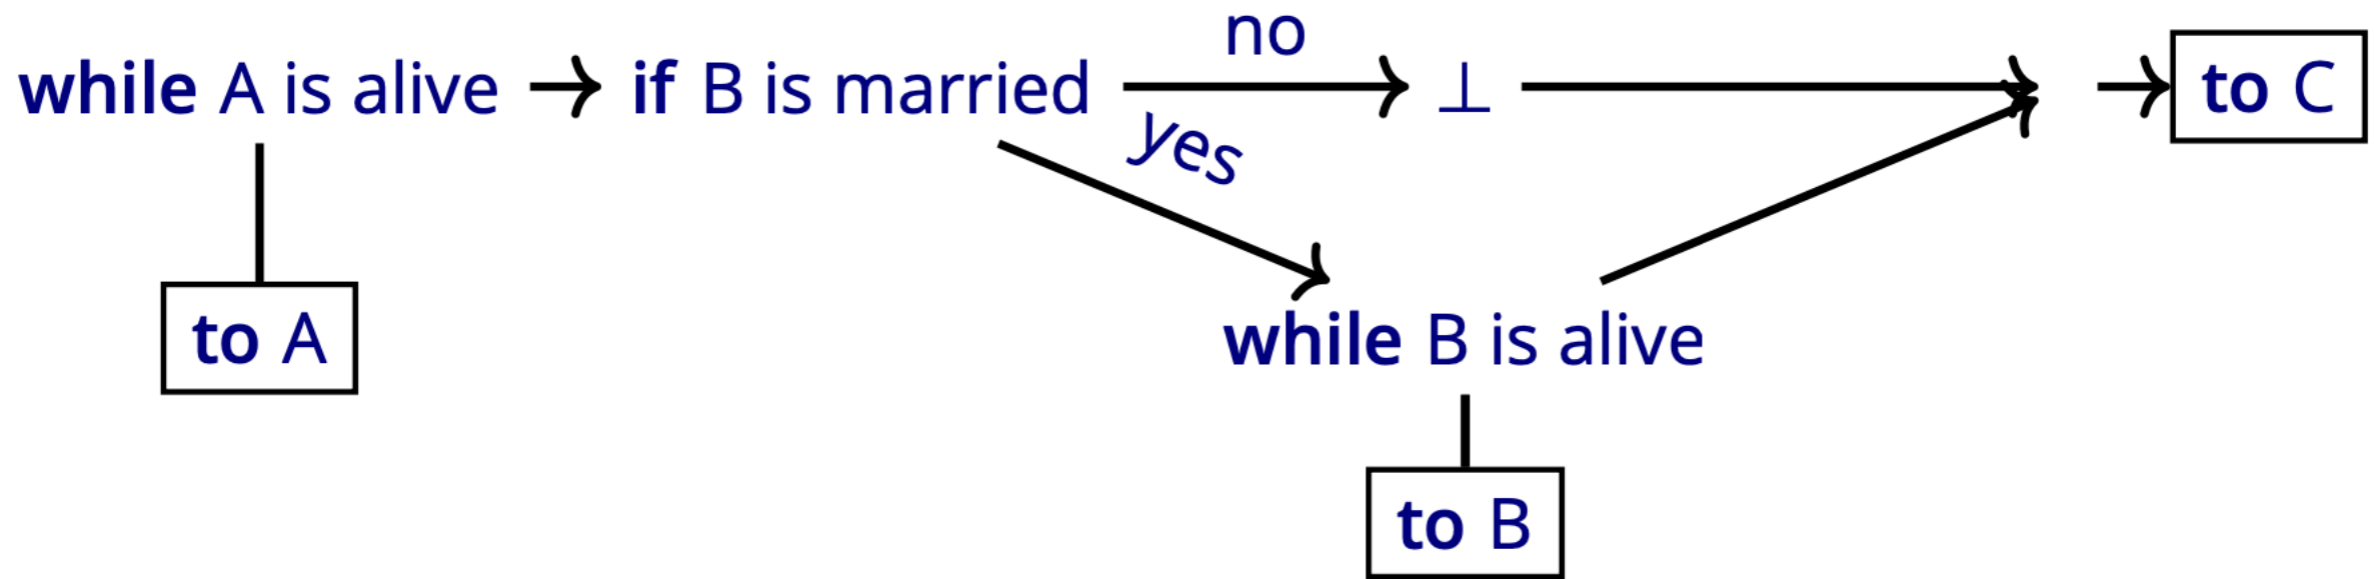 no
while A is alive if B is married ⊥ to C
yes
to A
while B is alive
to B